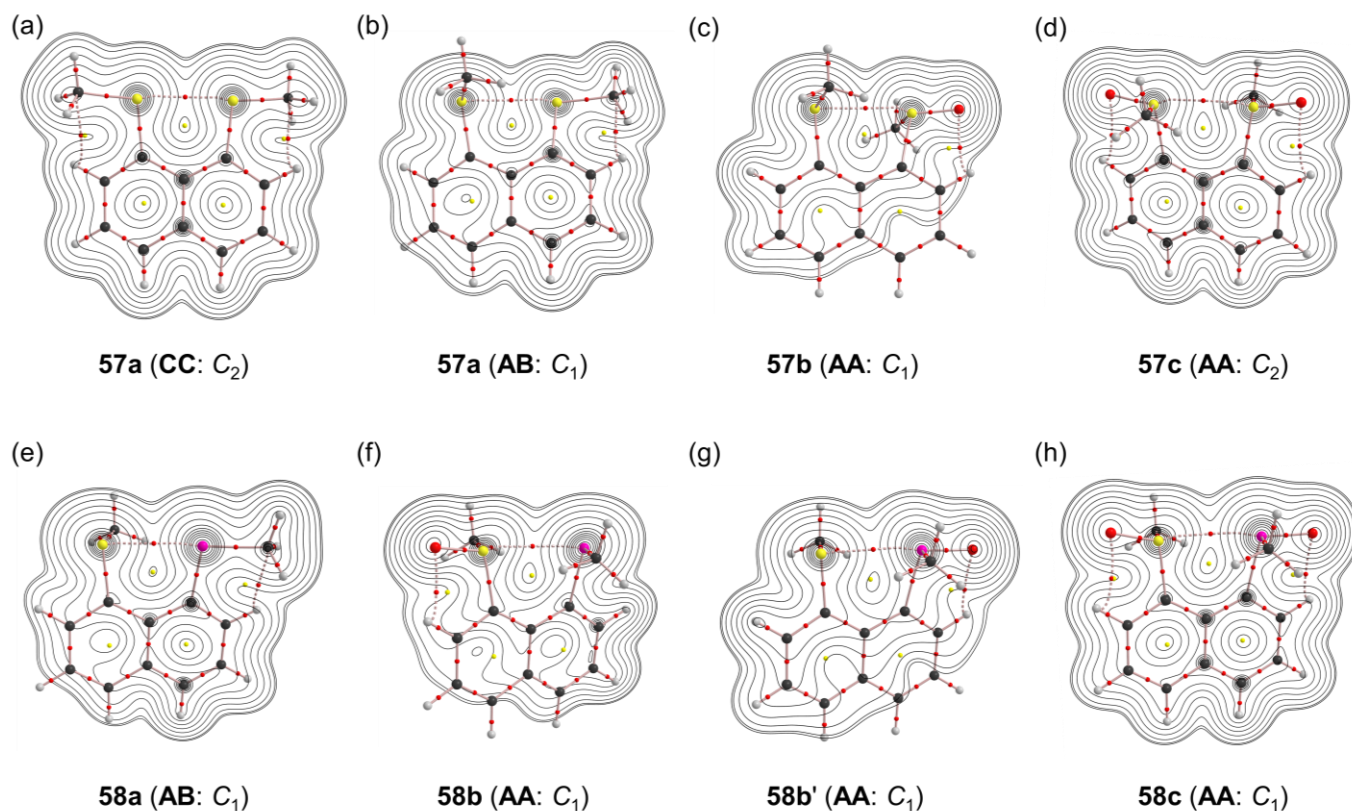 (a) (b) (c) (d)
57a (CC: C2) 57a (AB: C1) 57b (AA: C1) 57c (AA: C2)
(e) (f) (g) (h)
58a (AB: C1) 58b (AA: C1) 58b' (AA: C1) 58c (AA: C1)